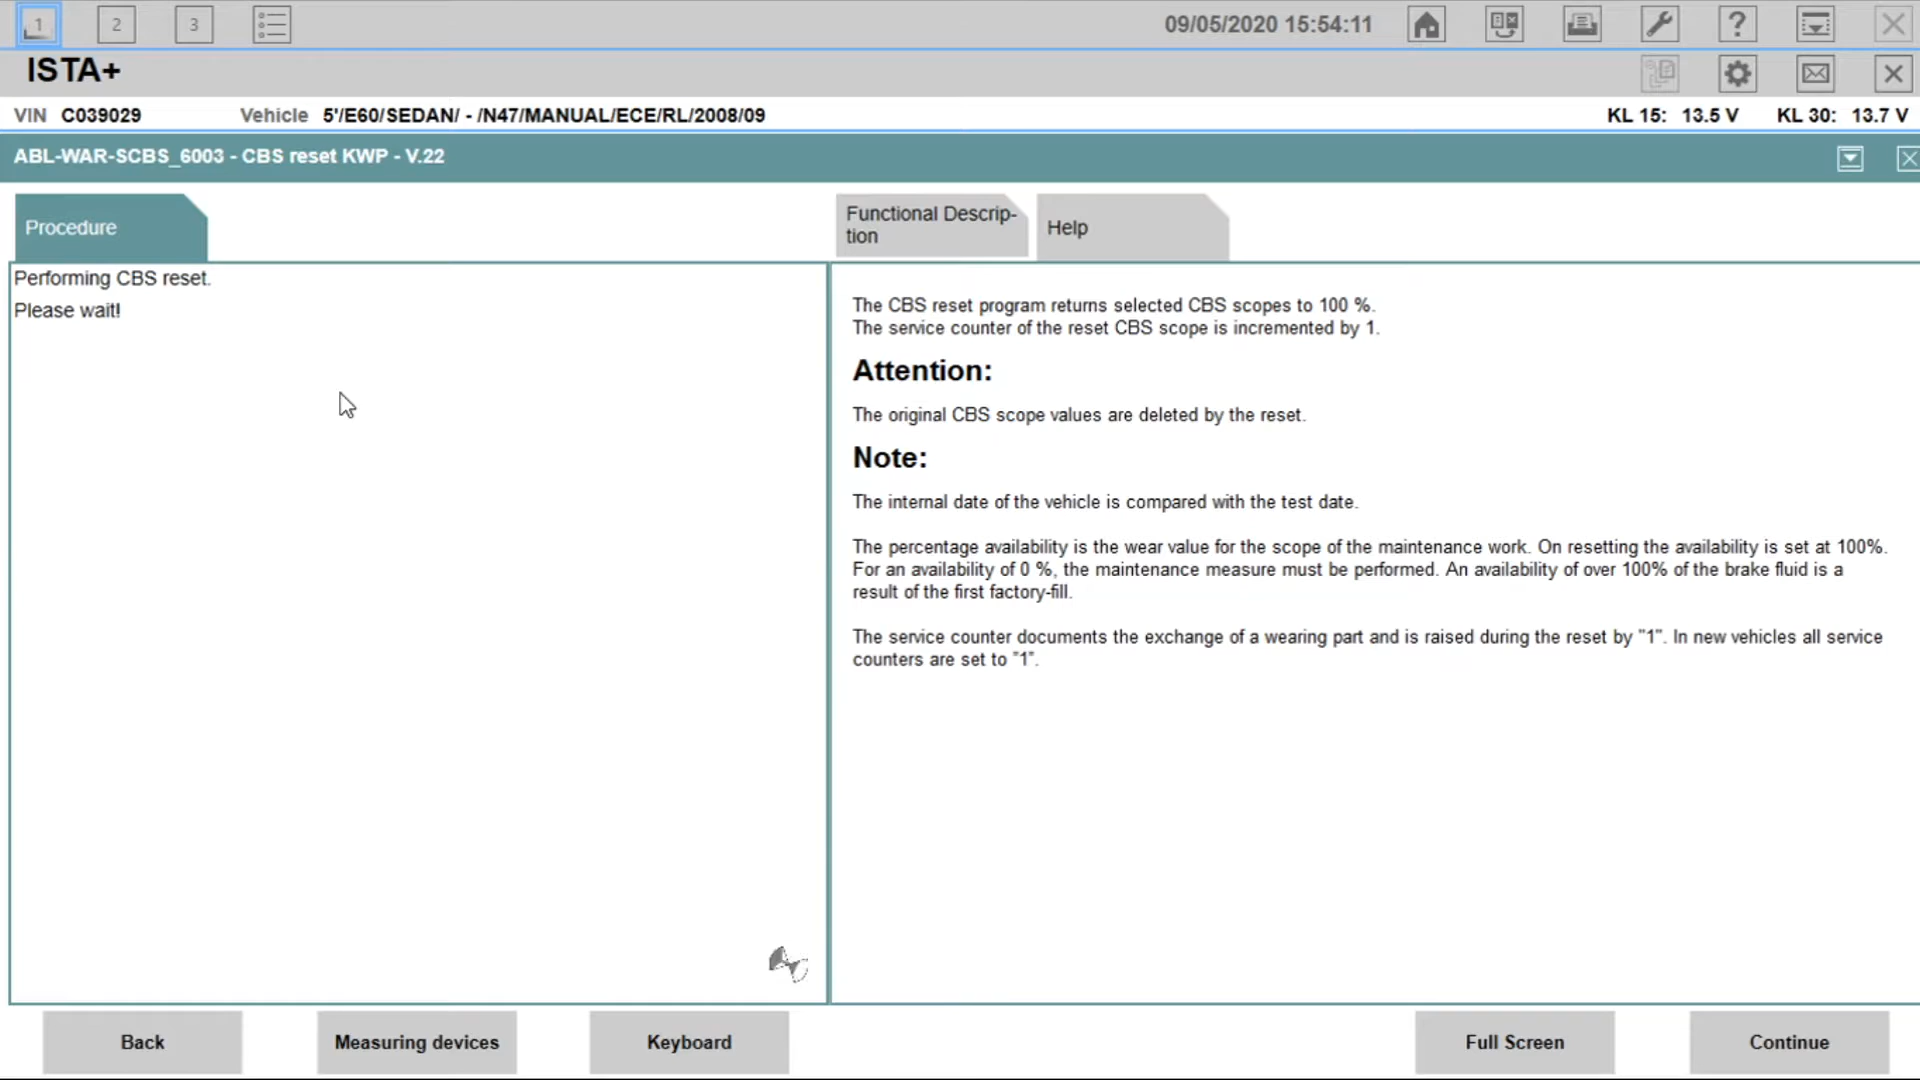 1 2 3 09/05/2020 15:54:11 ?
ISTA+
VIN C039029 Vehicle 5'/E60/SEDAN/ - /N47/MANUAL/ECE/RL/2008/09 KL 15: 13.5 V KL 30: 13.7 V
ABL-WAR-SCBS_6003 - CBS reset KWP - V.22
Procedure
Functional Descrip-
tion
Help
Performing CBS reset.
Please wait!
The CBS reset program returns selected CBS scopes to 100 %.
The service counter of the reset CBS scope is incremented by 1.
Attention:
The original CBS scope values are deleted by the reset.
Note:
The internal date of the vehicle is compared with the test date.
The percentage availability is the wear value for the scope of the maintenance work. On resetting the availability is set at 100%.
For an availability of 0 %, the maintenance measure must be performed. An availability of over 100% of the brake fluid is a
result of the first factory-fill.
The service counter documents the exchange of a wearing part and is raised during the reset by "1". In new vehicles all service
counters are set to "1".
Back Measuring devices Keyboard Full Screen Continue